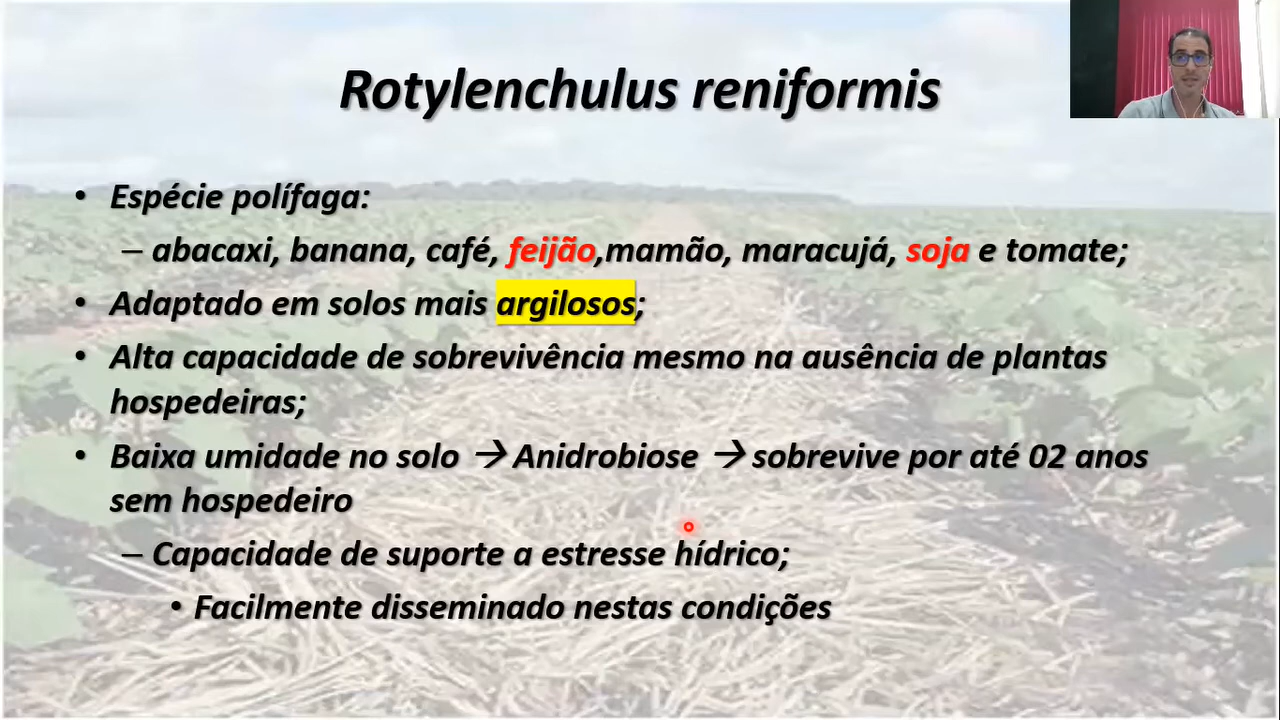 Rotylenchulus reniformis
• Espécie polífaga:
– abacaxi, banana, café, feijão,mamão, maracujá, soja e tomate;
• Adaptado em solos mais argilosos;
• Alta capacidade de sobrevivência mesmo na ausência de plantas
hospedeiras;
• Baixa umidade no solo → Anidrobiose → sobrevive por até 02 anos
sem hospedeiro
– Capacidade de suporte a estresse hídrico;
• Facilmente disseminado nestas condições